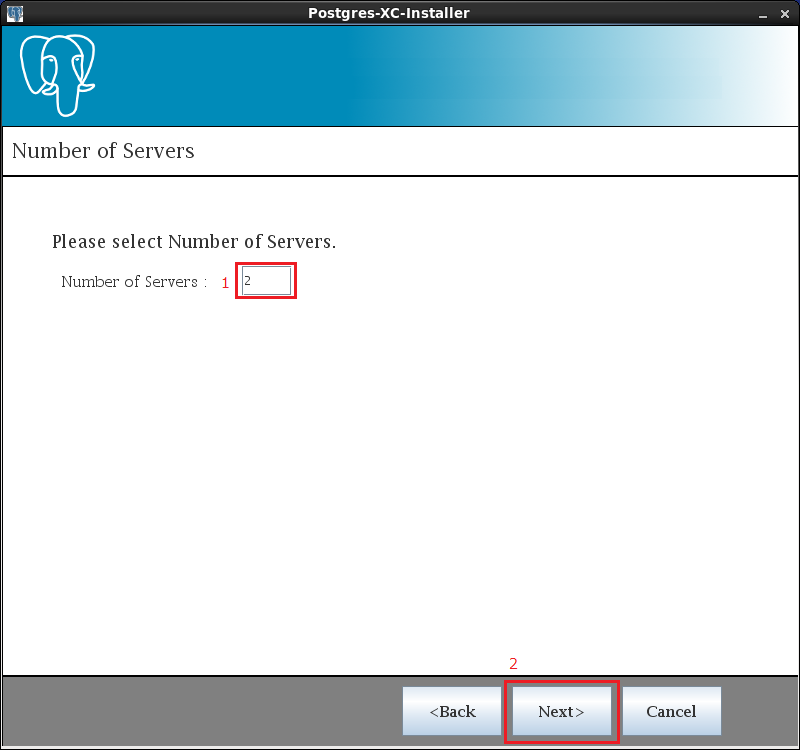 Postgres-XC-Installer
Number of Servers
Please select Number of Servers.
Number of Servers : 1 2
2
<Back Next> Cancel